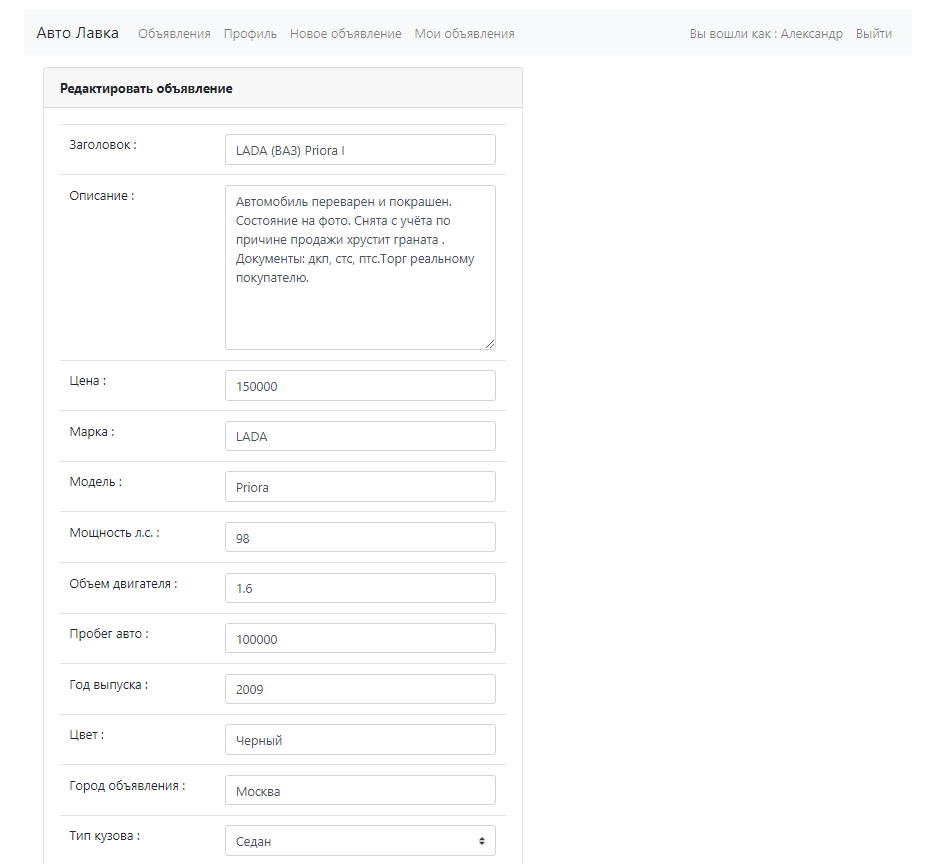 Авто Лавка Объявления Профиль Новое объявление Мои объявления Вы вошли как : Александр Выйти
Редактировать объявление
Заголовок : LADA (ВАЗ) Priora I
Описание : Автомобиль переварен и покрашен.
Состояние на фото. Снята с учёта по
причине продажи хрустит граната .
Документы: дкп, стс, птс.Торг реальному
покупателю.
Цена : 150000
Марка : LADA
Модель : Priora
Мощность л.с. : 98
Объем двигателя : 1.6
Пробег авто : 100000
Год выпуска : 2009
Цвет : Черный
Город объявления : Москва
Тип кузова : Седан